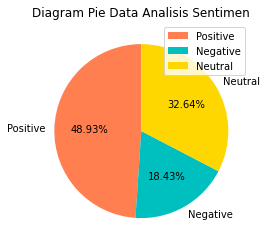 Diagram Pie Data Analisis Sentimen
Positive
Negative
Neutral
Neutral
32.64%
Positive
48.93%
18.43%
Negative